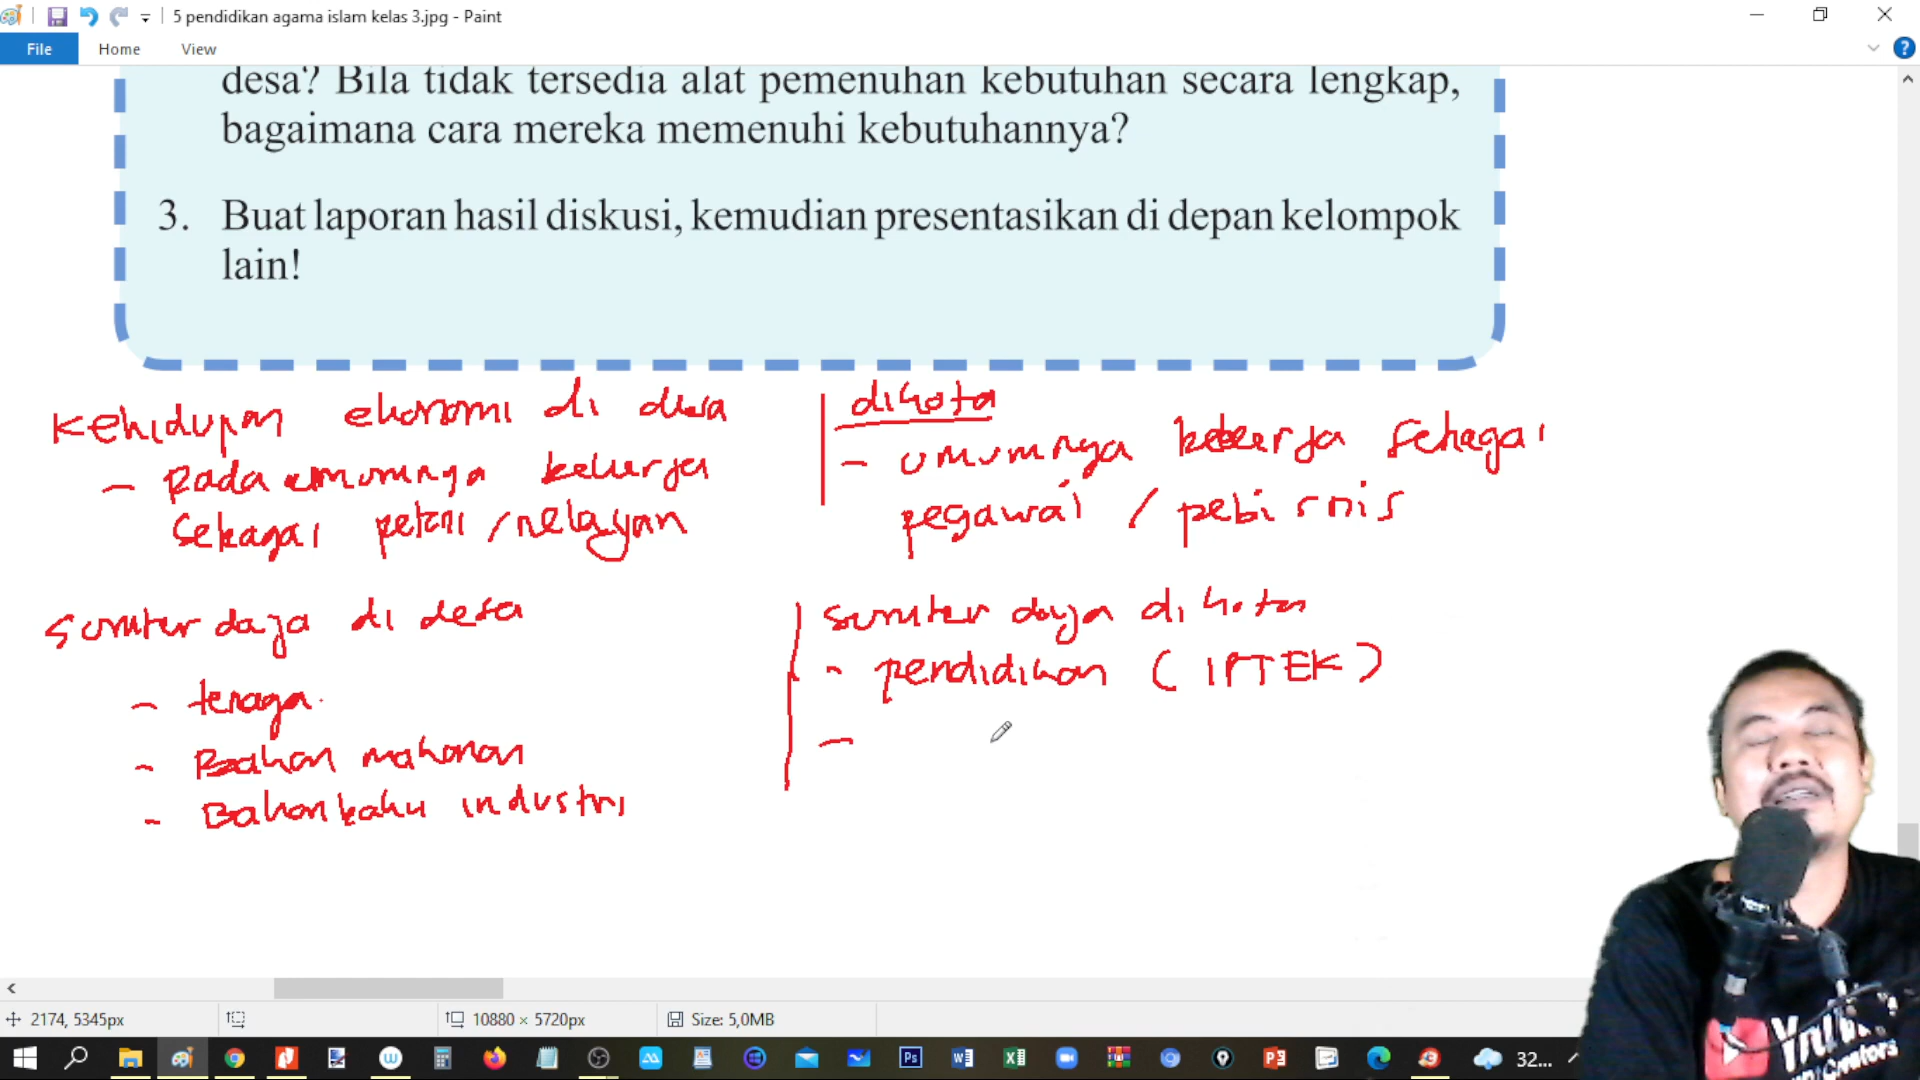 5 pendidikan agama islam kelas 3.jpg - Paint
File Home View
desa? Bila tidak tersedia alat pemenuhan kebutuhan secara lengkap,
bagaimana cara mereka memenuhi kebutuhannya?
3. Buat laporan hasil diskusi, kemudian presentasikan di depan kelompok
lain!
Kehidupan ekonomi di desa
- pada umumnya bekerja
sebagai petani / nelayan
dikota
- umumnya bekerja sebagai
pegawai / pebisnis
Sumber daya di desa
- tenaga
- Bahan makanan
- Bahan baku industri
sumber daya di kota
- pendidikan (IPTEK)
-
2174, 5345px
10880 × 5720px
Size: 5,0MB
32...